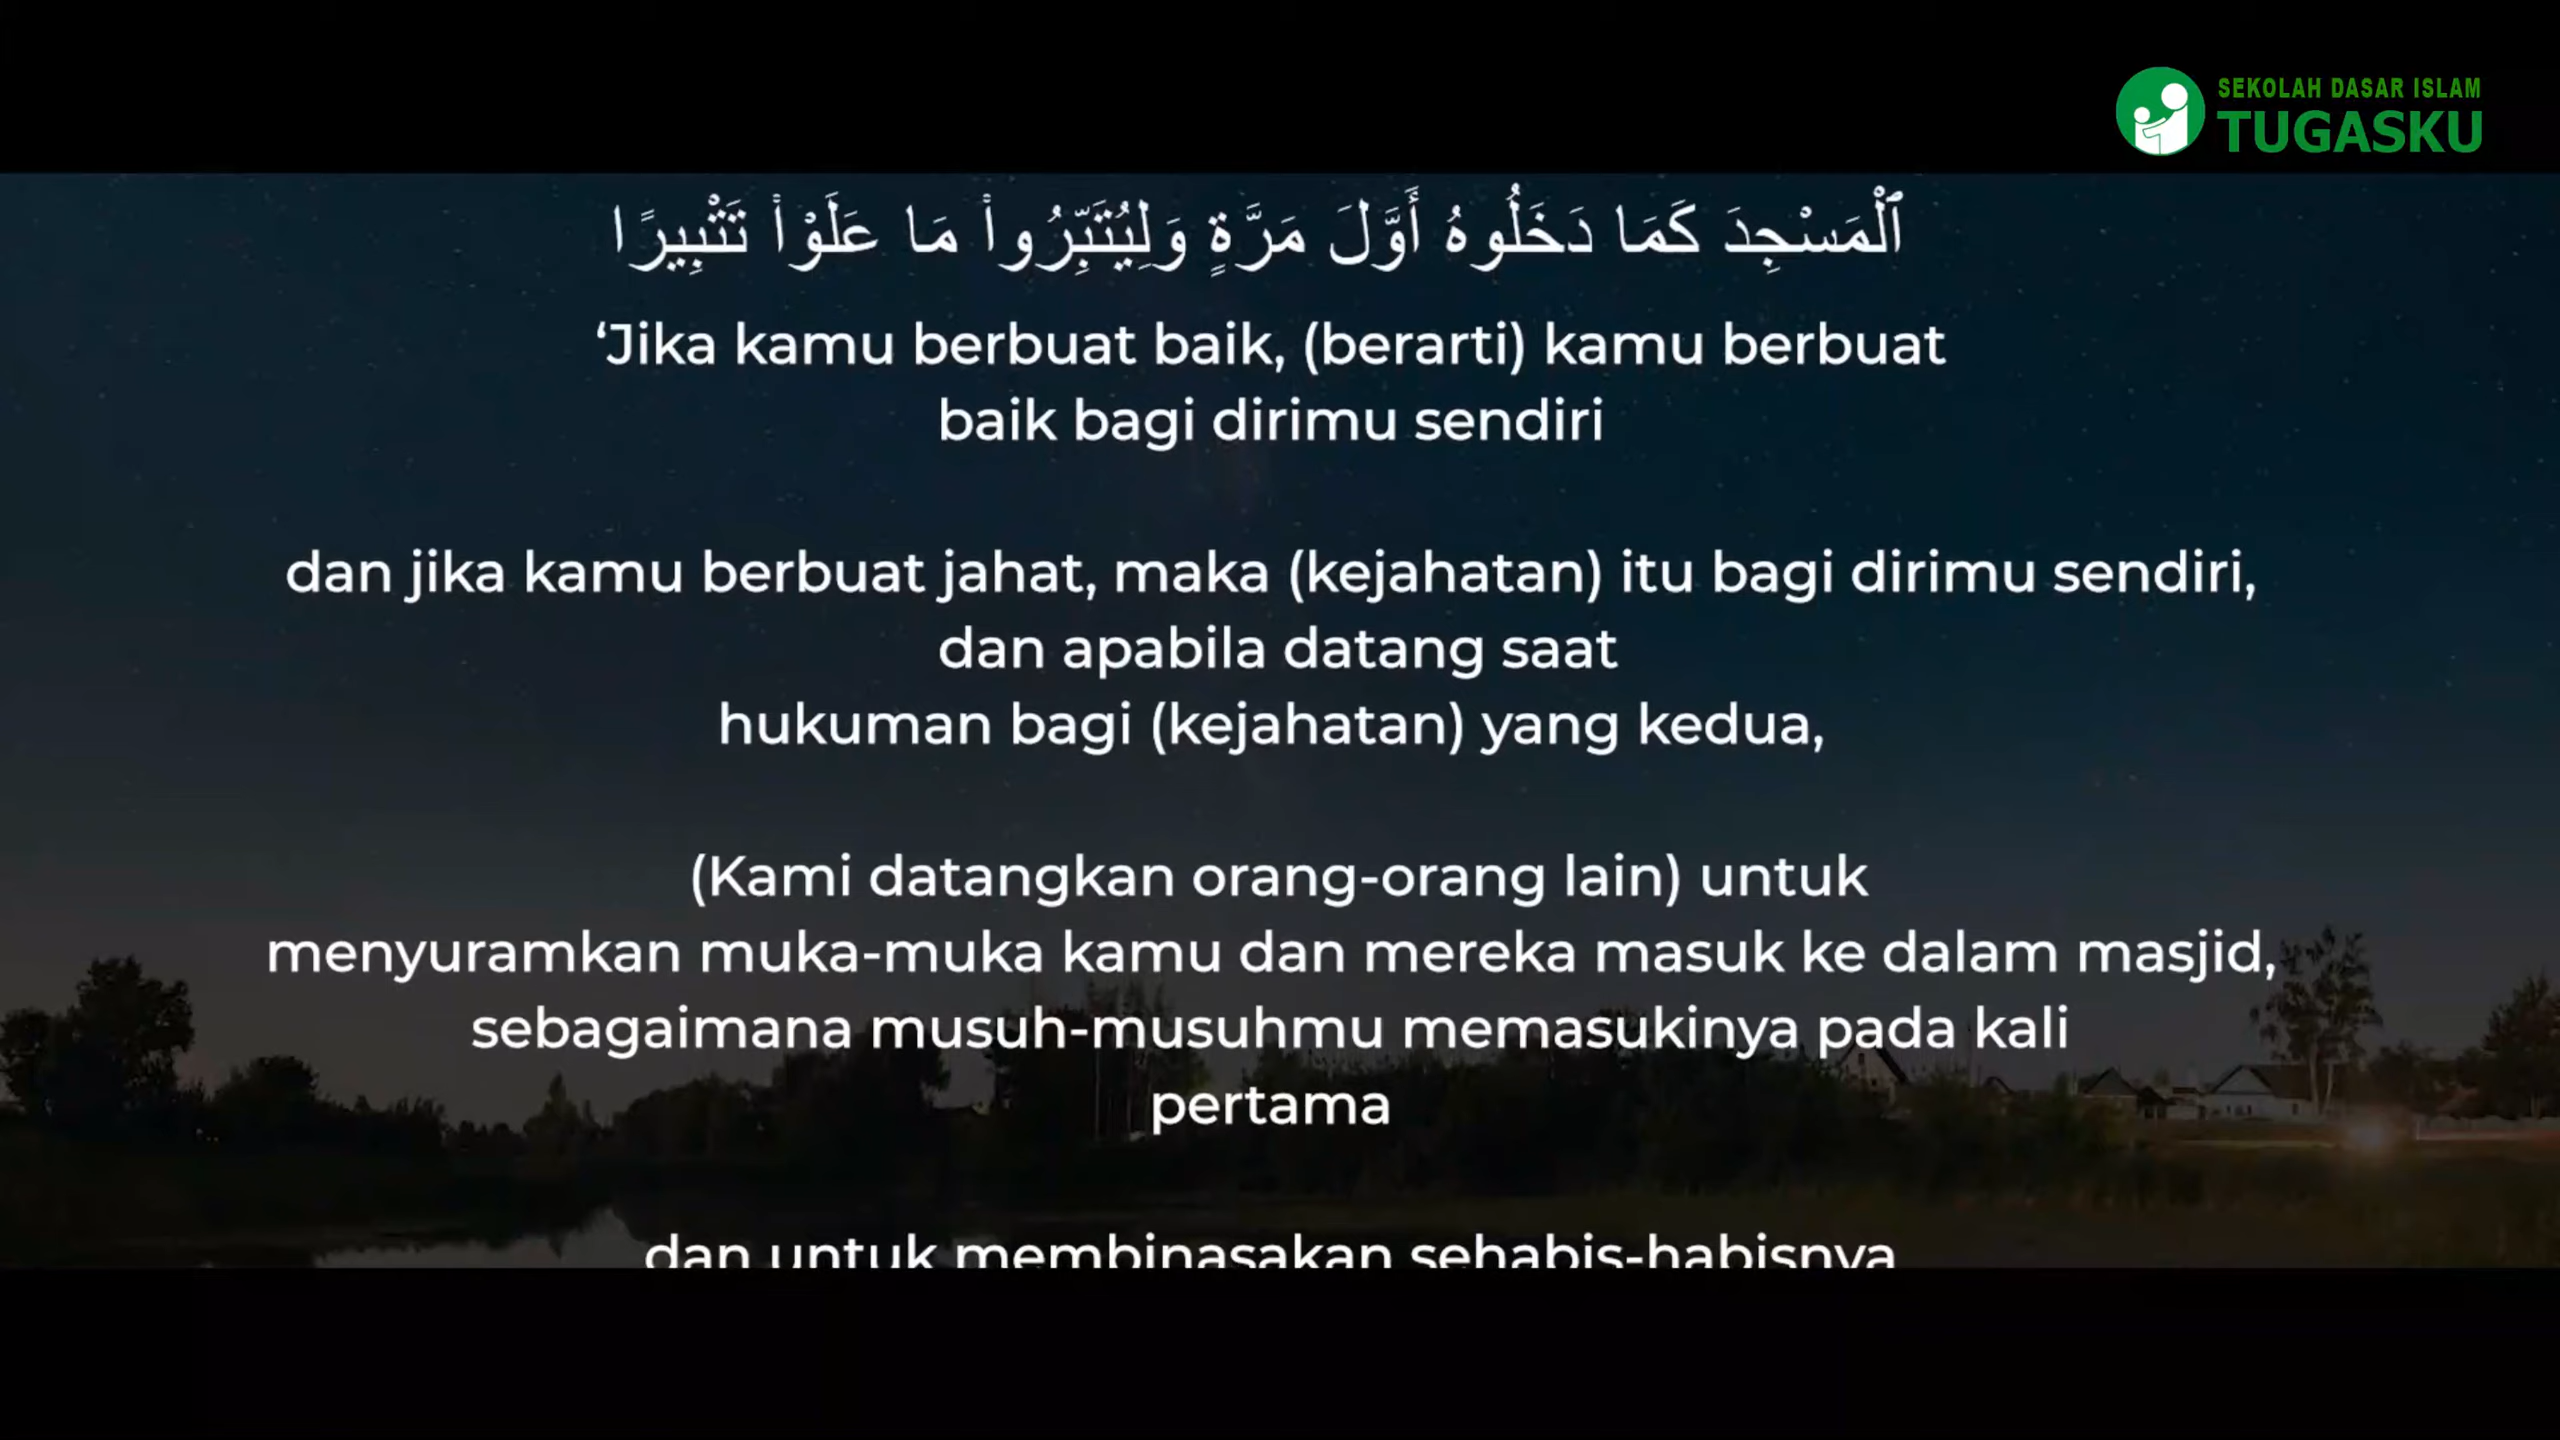 SEKOLAH DASAR ISLAM
TUGASKU
ٱلْمَسْجِدَ كَمَا دَخَلُوهُ أَوَّلَ مَرَّةٍ وَلِيُتَبِّرُوا۟ مَا عَلَوْا۟ تَتْبِيرًا
‘Jika kamu berbuat baik, (berarti) kamu berbuat
baik bagi dirimu sendiri
dan jika kamu berbuat jahat, maka (kejahatan) itu bagi dirimu sendiri,
dan apabila datang saat
hukuman bagi (kejahatan) yang kedua,
(Kami datangkan orang-orang lain) untuk
menyuramkan muka-muka kamu dan mereka masuk ke dalam masjid,
sebagaimana musuh-musuhmu memasukinya pada kali
pertama
dan untuk membinasakan sehabis-habisnya